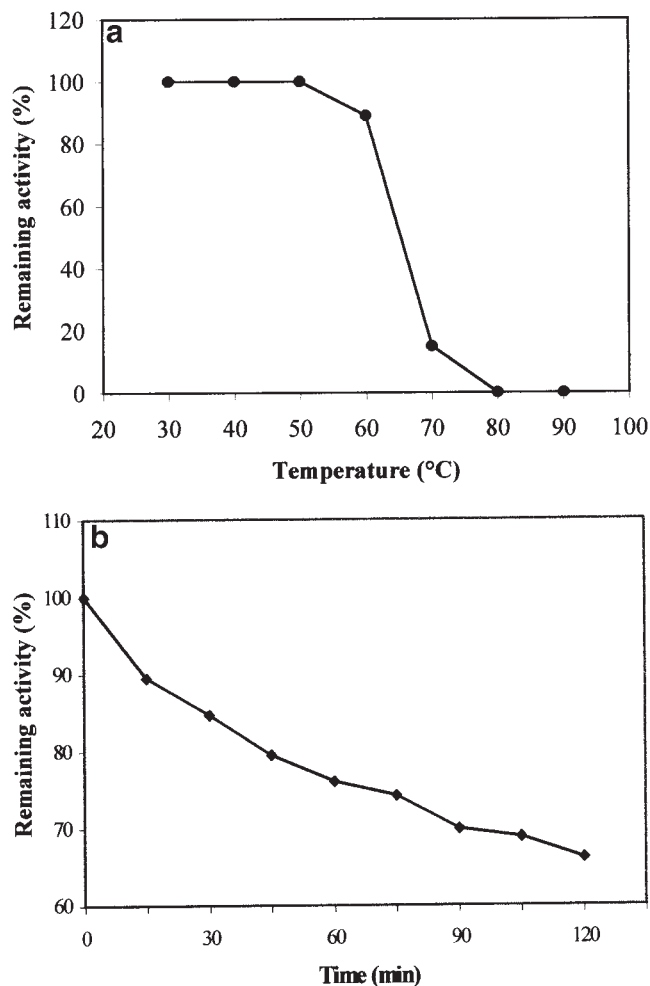 a
120
100
80
60
40
20
0
20 30 40 50 60 70 80 90 100
Temperature (°C)
Remaining activity (%)
b
110
100
90
80
70
60
0 30 60 90 120
Time (min)
Remaining activity (%)